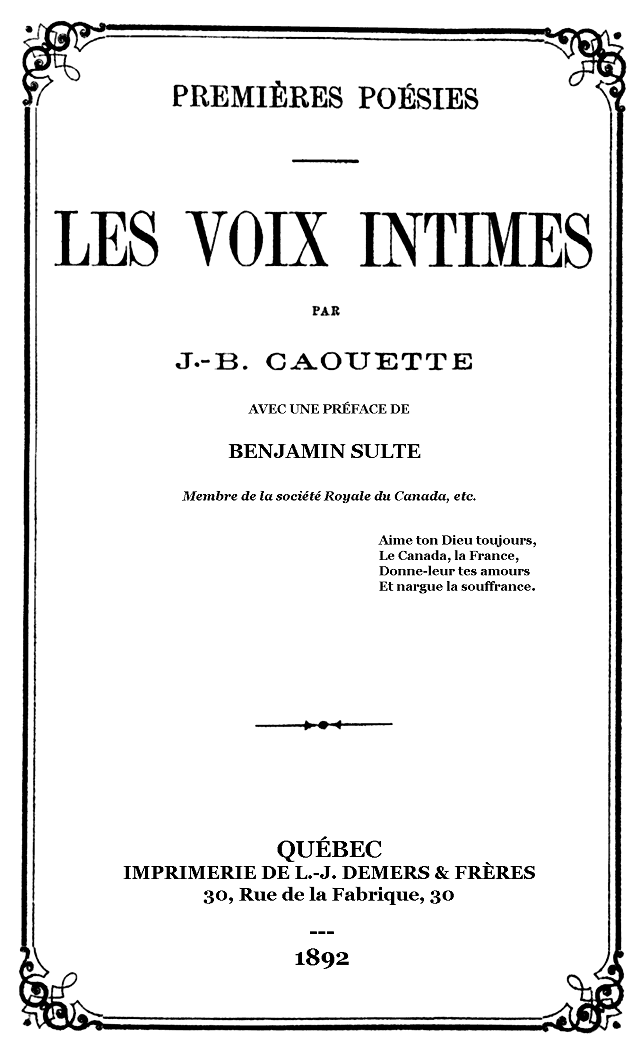 PREMIÈRES POÉSIES
LES VOIX INTIMES
PAR
J.-B. CAOUETTE
AVEC UNE PRÉFACE DE
BENJAMIN SULTE
Membre de la société Royale du Canada, etc.
Aime ton Dieu toujours,
Le Canada, la France,
Donne-leur tes amours
Et nargue la souffrance.
QUÉBEC
IMPRIMERIE DE L.-J. DEMERS & FRÈRES
30, Rue de la Fabrique, 30
---
1892